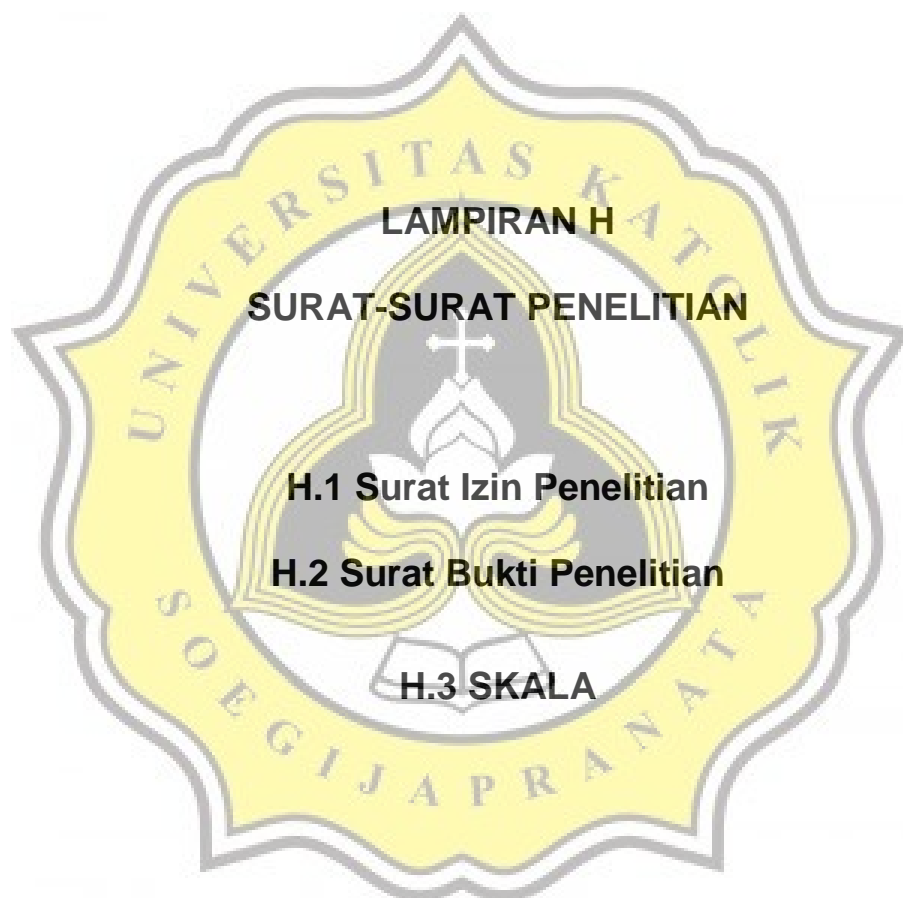 UNIVERSITAS KATOLIK
LAMPIRAN H
SURAT-SURAT PENELITIAN
H.1 Surat Izin Penelitian
H.2 Surat Bukti Penelitian
H.3 SKALA
SOEGIJAPRANATA